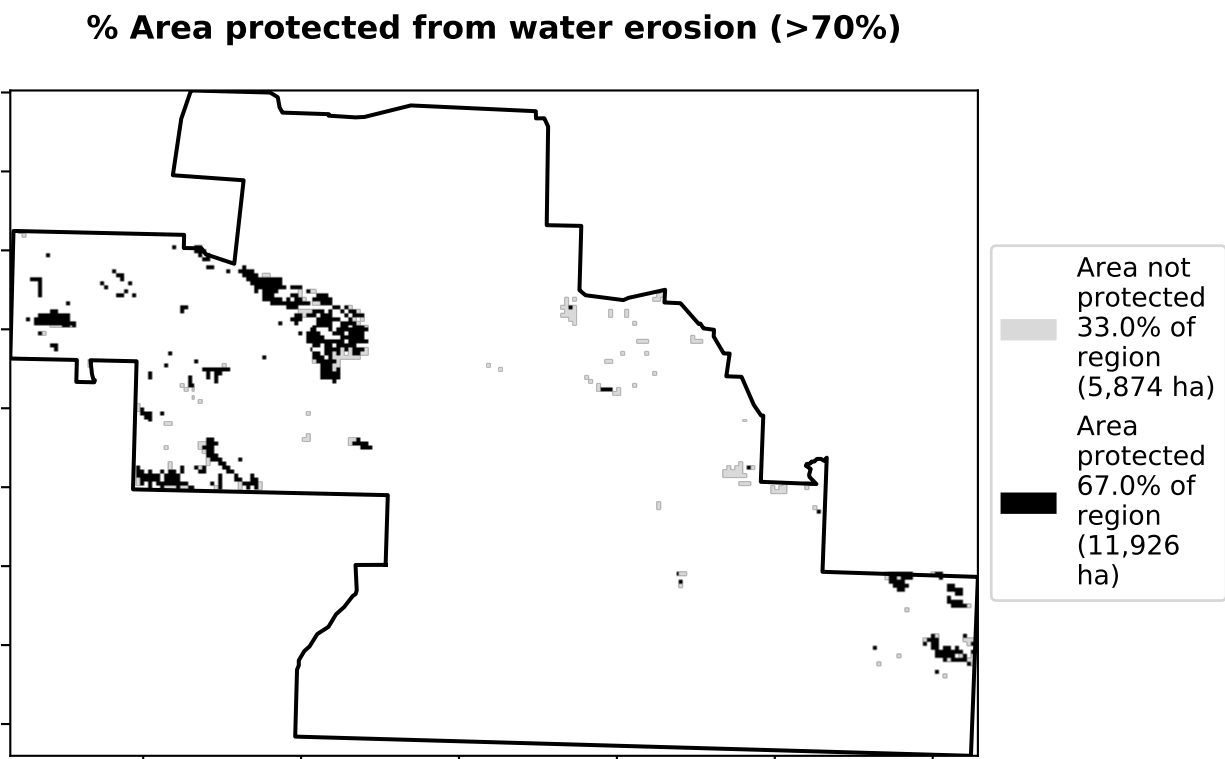 % Area protected from water erosion (>70%)
Area not
protected
33.0% of
region
(5,874 ha)
Area
protected
67.0% of
region
(11,926
ha)